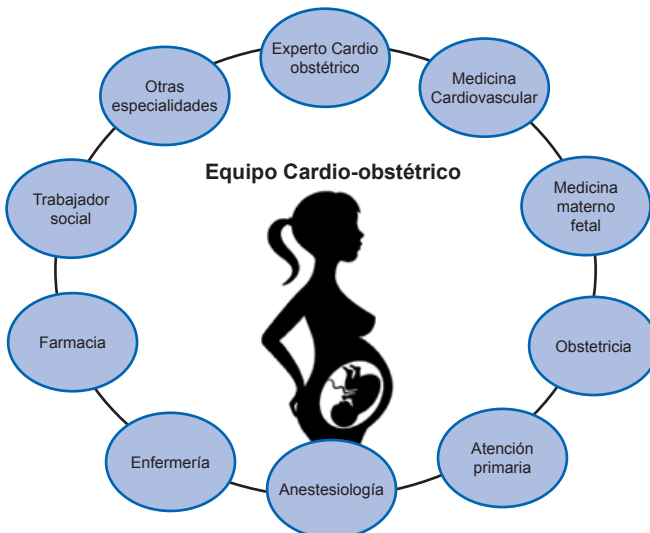 Experto Cardio
obstétrico
Medicina
Cardiovascular
Otras
especialidades
Equipo Cardio-obstétrico
Trabajador
social
Medicina
materno
fetal
Farmacia
Obstetricia
Enfermería
Atención
primaria
Anestesiología